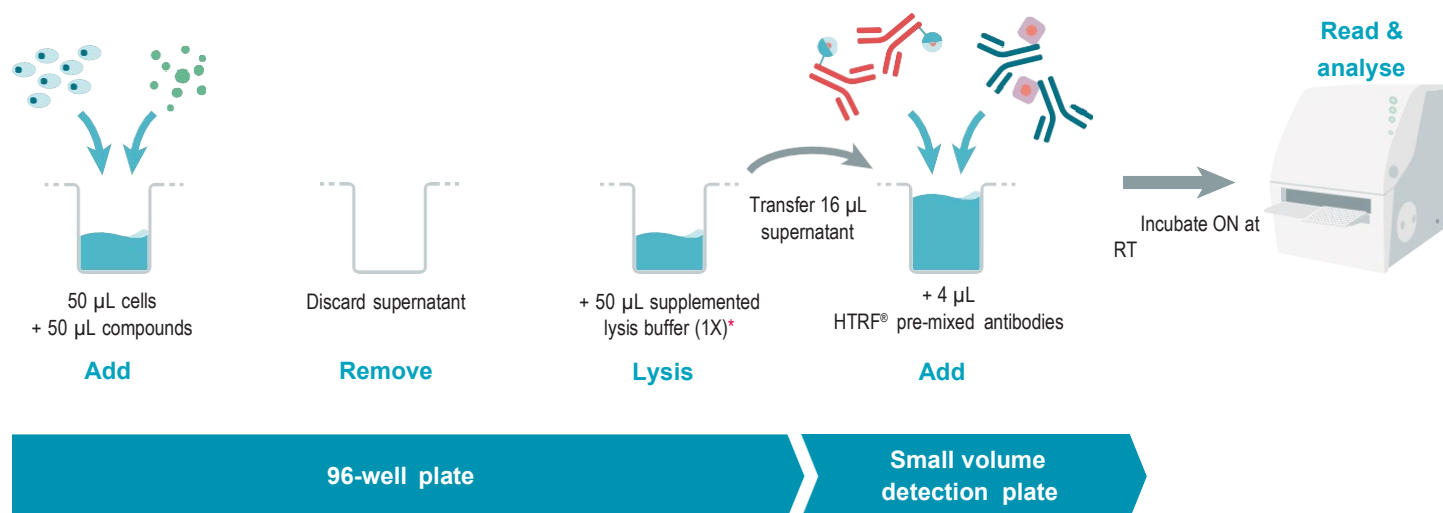 Read &
analyse
Transfer 16 µL
supernatant
Incubate ON at
RT
50 µL cells
+ 50 µL compounds
Discard supernatant
+ 50 µL supplemented
lysis buffer (1X)*
+ 4 µL
HTRF® pre-mixed antibodies
Add
Remove
Lysis
Add
96-well plate
Small volume
detection plate